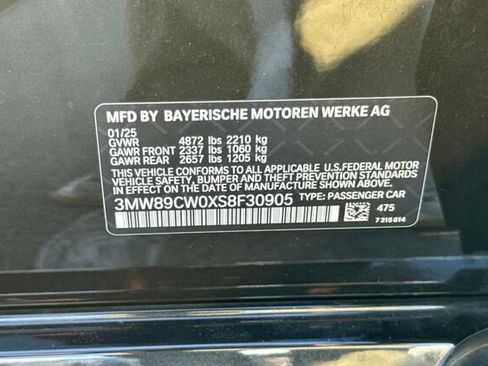 MFD BY BAYERISCHE MOTOREN WERKE AG
01/25
GVWR 4872 lbs 2210 kg
GAWR FRONT 2337 lbs 1060 kg
GAWR REAR 2657 lbs 1205 kg
THIS VEHICLE CONFORMS TO ALL APPLICABLE U.S. FEDERAL MOTOR
VEHICLE SAFETY, BUMPER AND THEFT PREVENTION STANDARDS
IN EFFECT ON THE DATE OF MANUFACTURE SHOWN ABOVE.
3MW89CW0XS8F30905 TYPE: PASSENGER CAR
475
7 315 814